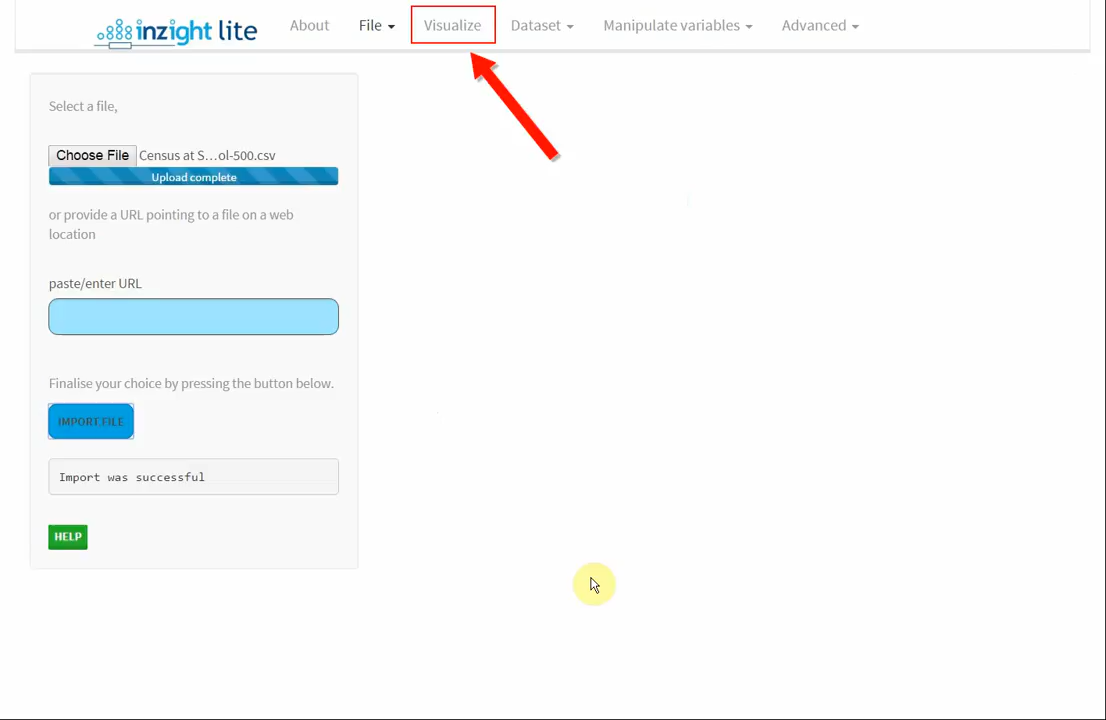 inzight lite About File Visualize Dataset Manipulate variables Advanced
Select a file,
Choose File Census at S...ol-500.csv
Upload complete
or provide a URL pointing to a file on a web
location
paste/enter URL
Finalise your choice by pressing the button below.
IMPORT FILE
Import was successful
HELP